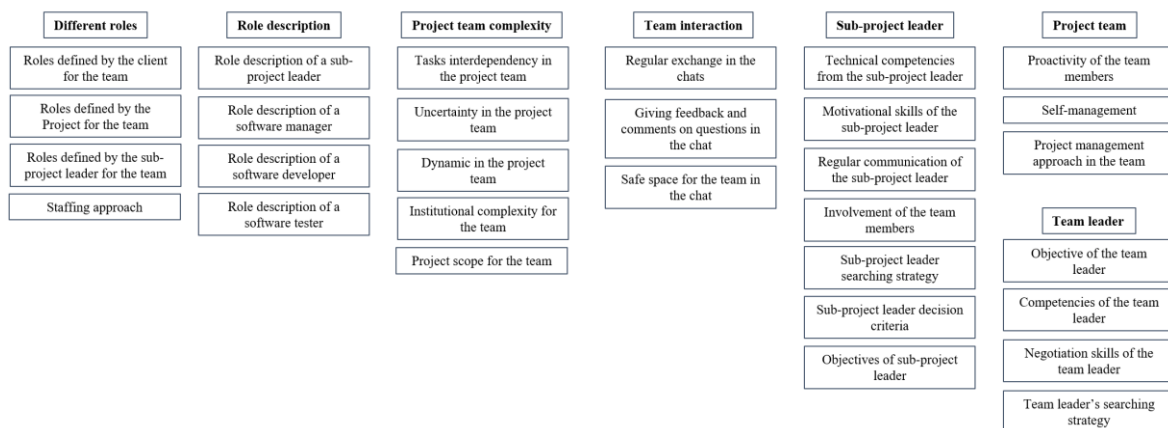 Different roles
Roles defined by the client
for the team
Roles defined by the
Project for the team
Roles defined by the sub-
project leader for the team
Staffing approach
Role description
Role description of a sub-
project leader
Role description of
a software manager
Role description of
a software developer
Role description of a
software tester
Project team complexity
Tasks interdependency in
the project team
Uncertainty in the project
team
Dynamic in the project
team
Institutional complexity for
the team
Project scope for the team
Team interaction
Regular exchange in the
chats
Giving feedback and
comments on questions in
the chat
Safe space for the team in
the chat
Sub-project leader
Technical competencies
from the sub-project leader
Motivational skills of
the sub-project leader
Regular communication of
the sub-project leader
Involvement of the team
members
Sub-project leader
searching strategy
Sub-project leader decision
criteria
Objectives of sub-project
leader
Project team
Proactivity of the team
members
Self-management
Project management
approach in the team
Team leader
Objective of the team
leader
Competencies of the team
leader
Negotiation skills of the
team leader
Team leader’s searching
strategy